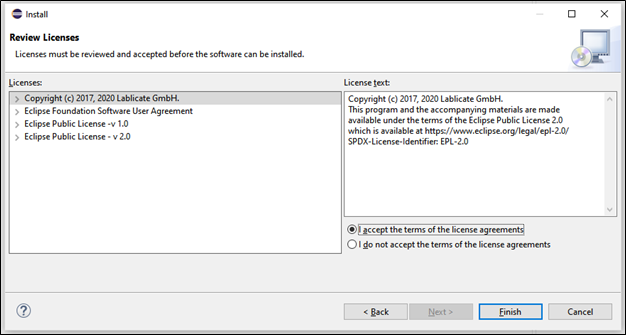 Install
Review Licenses
Licenses must be reviewed and accepted before the software can be installed.
Licenses:
Copyright (c) 2017, 2020 Lablicate GmbH.
Eclipse Foundation Software User Agreement
Eclipse Public License -v 1.0
Eclipse Public License - v 2.0
License text:
Copyright (c) 2017, 2020 Lablicate GmbH.
This program and the accompanying materials are made
available under the terms of the Eclipse Public License 2.0
which is available at https://www.eclipse.org/legal/epl-2.0/
SPDX-License-Identifier: EPL-2.0
I accept the terms of the license agreements
I do not accept the terms of the license agreements
?
< Back
Next >
Finish
Cancel